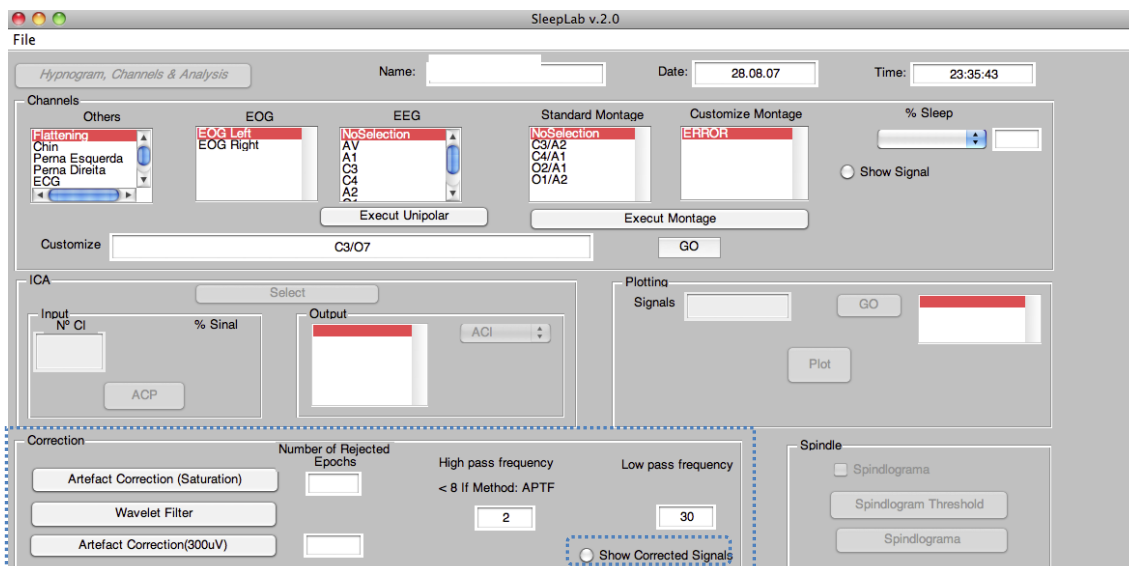 SleepLab v.2.0
File
Hypnogram, Channels & Analysis
Name:
Date: 28.08.07
Time: 23:35:43
Channels
Others
Flattening
Chin
Perna Esquerda
Perna Direita
ECG
EOG
EOG Left
EOG Right
EEG
NoSelection
AV
A1
C3
C4
A2
Execut Unipolar
Standard Montage
NoSelection
C3/A2
C4/A1
O2/A1
O1/A2
Customize Montage
ERROR
Execut Montage
% Sleep
Show Signal
Customize C3/O7 GO
ICA
Select
Input
Nº CI % Sinal
ACP
Output
ACI
Plotting
Signals
GO
Plot
Correction
Artefact Correction (Saturation)
Wavelet Filter
Artefact Correction(300uV)
Number of Rejected
Epochs
High pass frequency
< 8 If Method: APTF
2
Low pass frequency
30
Show Corrected Signals
Spindle
Spindlograma
Spindlogram Threshold
Spindlograma